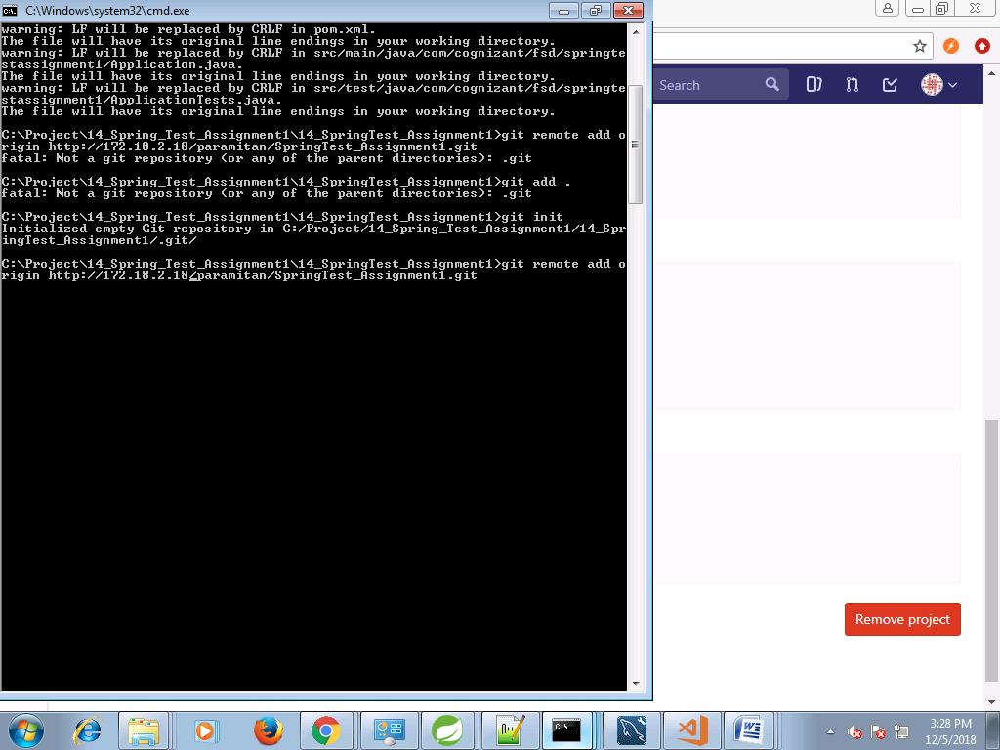 C:\Windows\system32\cmd.exe
warning: LF will be replaced by CRLF in pom.xml.
The file will have its original line endings in your working directory.
warning: LF will be replaced by CRLF in src/main/java/com/cognizant/fsd/springte
stassignment1/Application.java.
The file will have its original line endings in your working directory.
warning: LF will be replaced by CRLF in src/test/java/com/cognizant/fsd/springte
stassignment1/ApplicationTests.java.
The file will have its original line endings in your working directory.
C:\Project\14_Spring_Test_Assignment1\14_SpringTest_Assignment1>git remote add o
rigin http://172.18.2.18/paramitan/SpringTest_Assignment1.git
fatal: Not a git repository (or any of the parent directories): .git
C:\Project\14_Spring_Test_Assignment1\14_SpringTest_Assignment1>git add .
fatal: Not a git repository (or any of the parent directories): .git
C:\Project\14_Spring_Test_Assignment1\14_SpringTest_Assignment1>git init
Initialized empty Git repository in C:/Project/14_Spring_Test_Assignment1/14_Spr
ingTest_Assignment1/.git/
C:\Project\14_Spring_Test_Assignment1\14_SpringTest_Assignment1>git remote add o
rigin http://172.18.2.18/paramitan/SpringTest_Assignment1.git
Search
Remove project
3:28 PM
12/5/2018